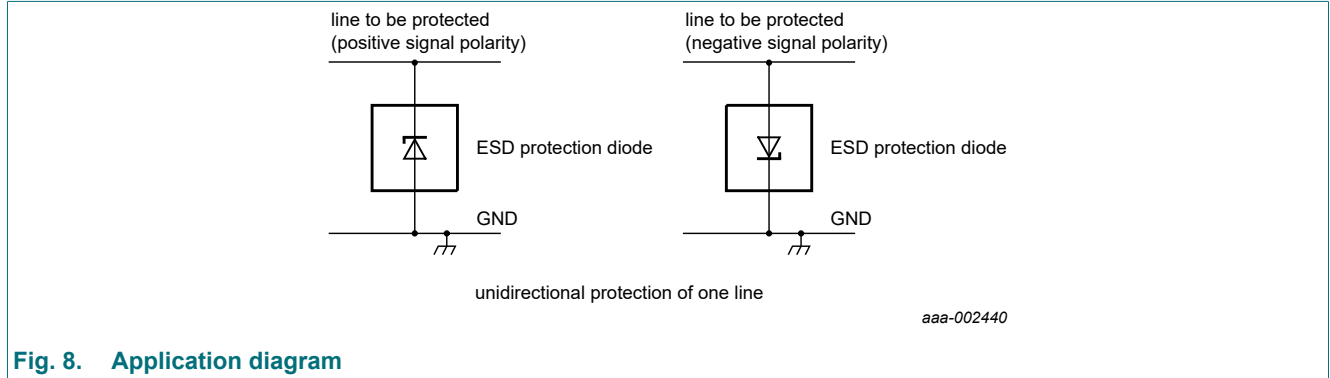 line to be protected
(positive signal polarity)
line to be protected
(negative signal polarity)
ESD protection diode
ESD protection diode
GND
GND
unidirectional protection of one line
aaa-002440
Fig. 8. Application diagram